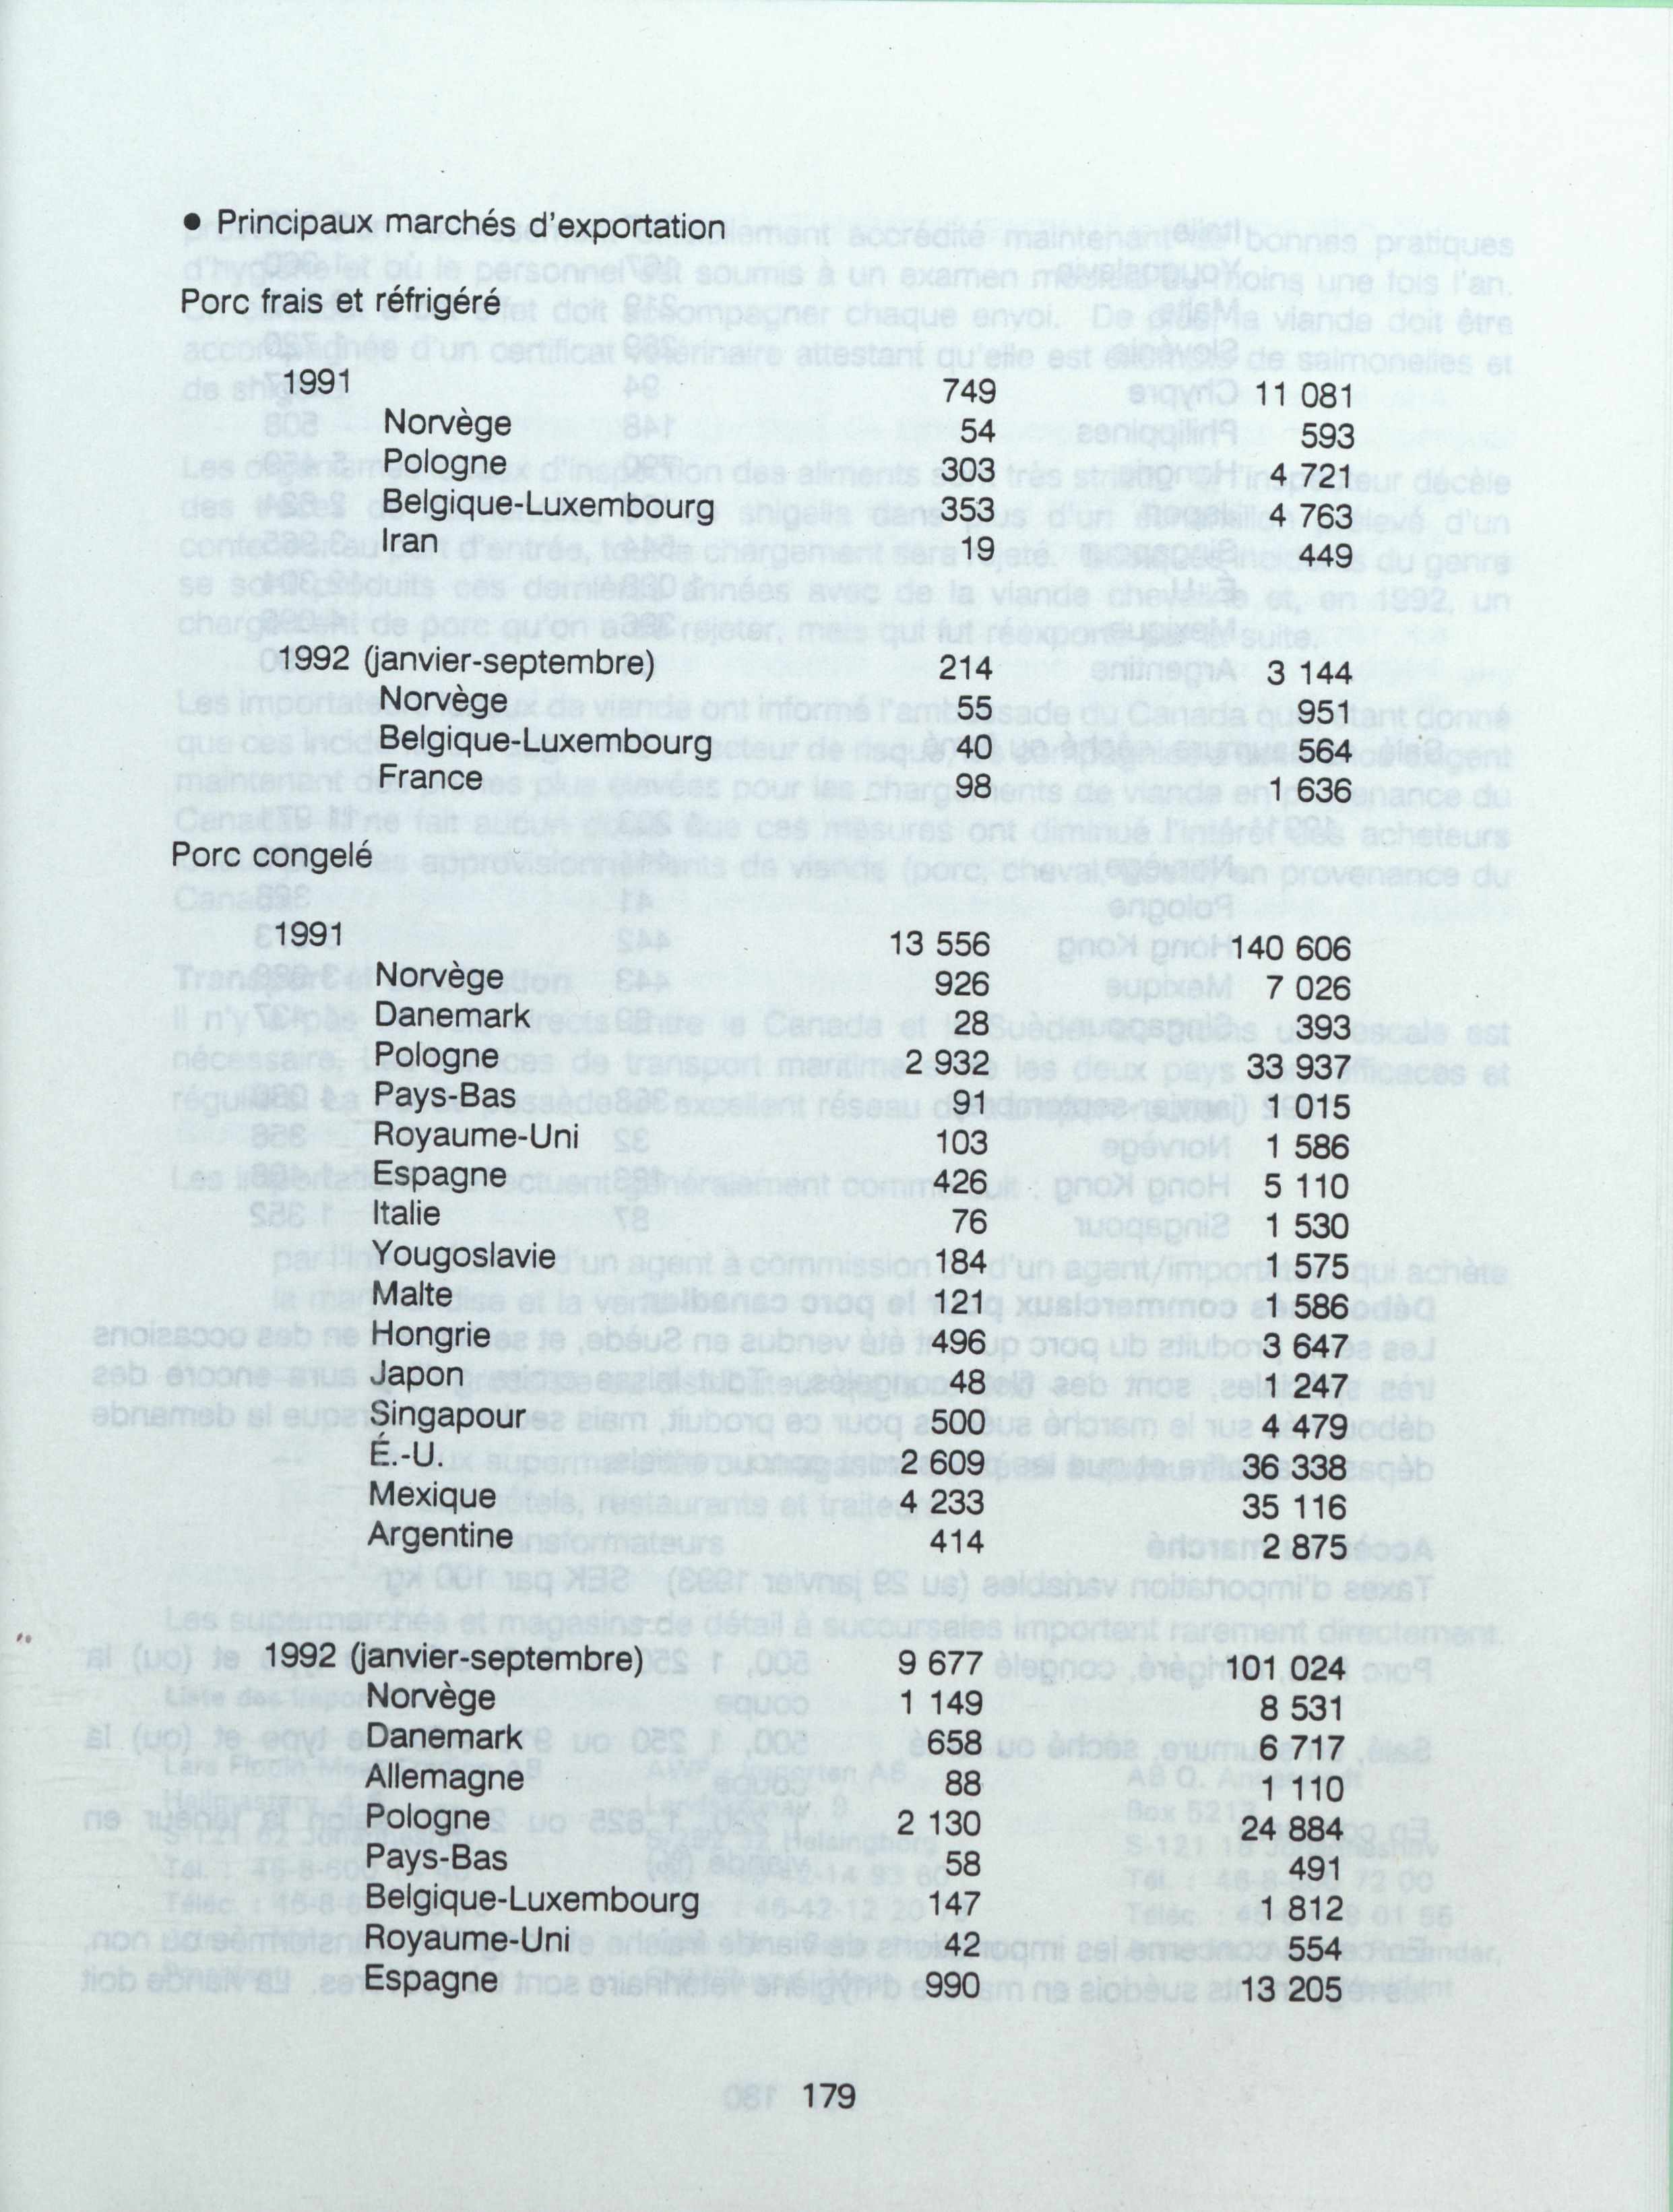 ● Principaux marchés d'exportation
Porc frais et réfrigéré
1991 749 11 081
Norvège 54 593
Pologne 303 4 721
Belgique-Luxembourg 353 4 763
Iran 19 449
1992 (janvier-septembre) 214 3 144
Norvège 55 951
Belgique-Luxembourg 40 564
France 98 1 636
Porc congelé
1991 13 556 140 606
Norvège 926 7 026
Danemark 28 393
Pologne 2 932 33 937
Pays-Bas 91 1 015
Royaume-Uni 103 1 586
Espagne 426 5 110
Italie 76 1 530
Yougoslavie 184 1 575
Malte 121 1 586
Hongrie 496 3 647
Japon 48 1 247
Singapour 500 4 479
É.-U. 2 609 36 338
Mexique 4 233 35 116
Argentine 414 2 875
1992 (janvier-septembre) 9 677 101 024
Norvège 1 149 8 531
Danemark 658 6 717
Allemagne 88 1 110
Pologne 2 130 24 884
Pays-Bas 58 491
Belgique-Luxembourg 147 1 812
Royaume-Uni 42 554
Espagne 990 13 205
179